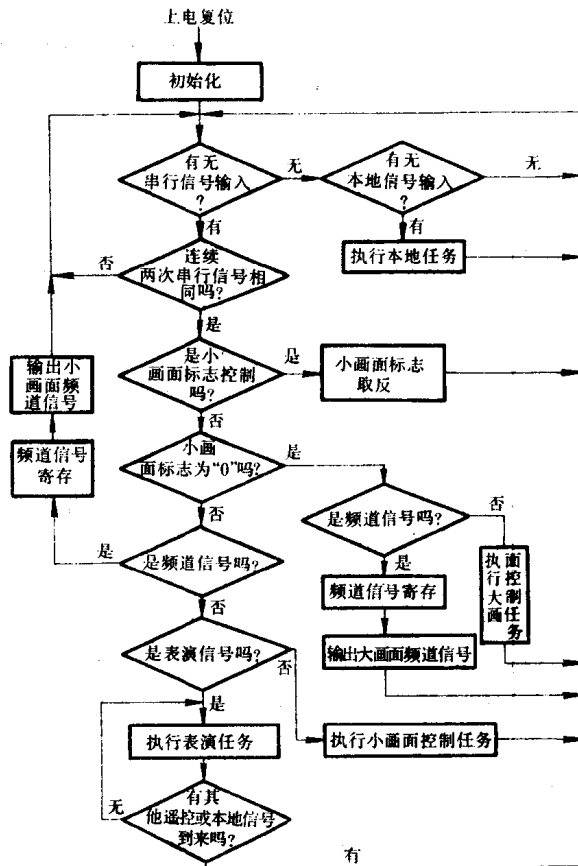 上电复位
初始化
有无
串行信号输入
?
无
有无
本地信号输入
?
无
有
有
执行本地任务
连续
两次串行信号相
同吗?
否
是
是小
画面标志控制
吗?
是
小画面标志
取反
输出小
画面频
道信号
否
小画
面标志为“0”吗?
是
频道信号
寄存
否
是频道信号吗?
否
是
是频道信号吗?
是
频道信号寄存
执行大画
面控制任务
否
输出大画面频道信号
是表演信号吗?
否
是
执行表演任务
执行小画面控制任务
有其
他遥控或本地信号
到来吗?
无
有